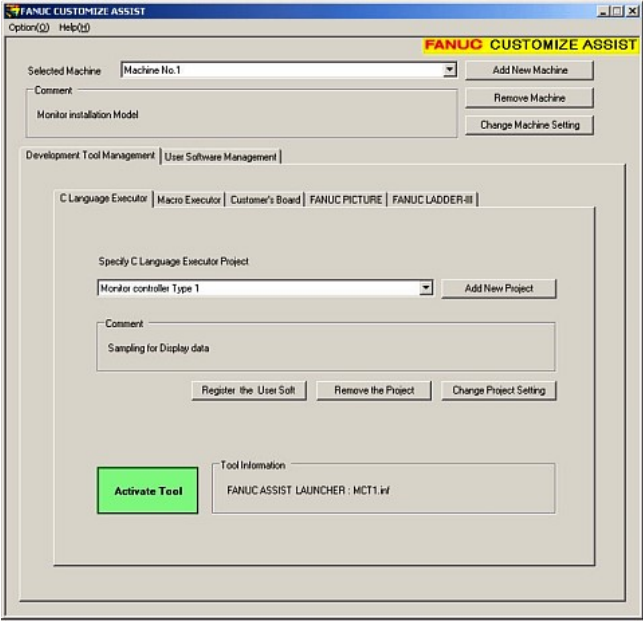 FANUC CUSTOMIZE ASSIST
Option(O) Help(H)
FANUC CUSTOMIZE ASSIST
Selected Machine Machine No.1 Add New Machine
Comment
Remove Machine
Monitor installation Model
Change Machine Setting
Development Tool Management User Software Management
C Language Executor Macro Executor Customer's Board FANUC PICTURE FANUC LADDER-III
Specify C Language Executor Project
Monitor controller Type 1 Add New Project
Comment
Sampling for Display data
Register the User Soft Remove the Project Change Project Setting
Tool Information
Activate Tool FANUC ASSIST LAUNCHER : MCT1.inf